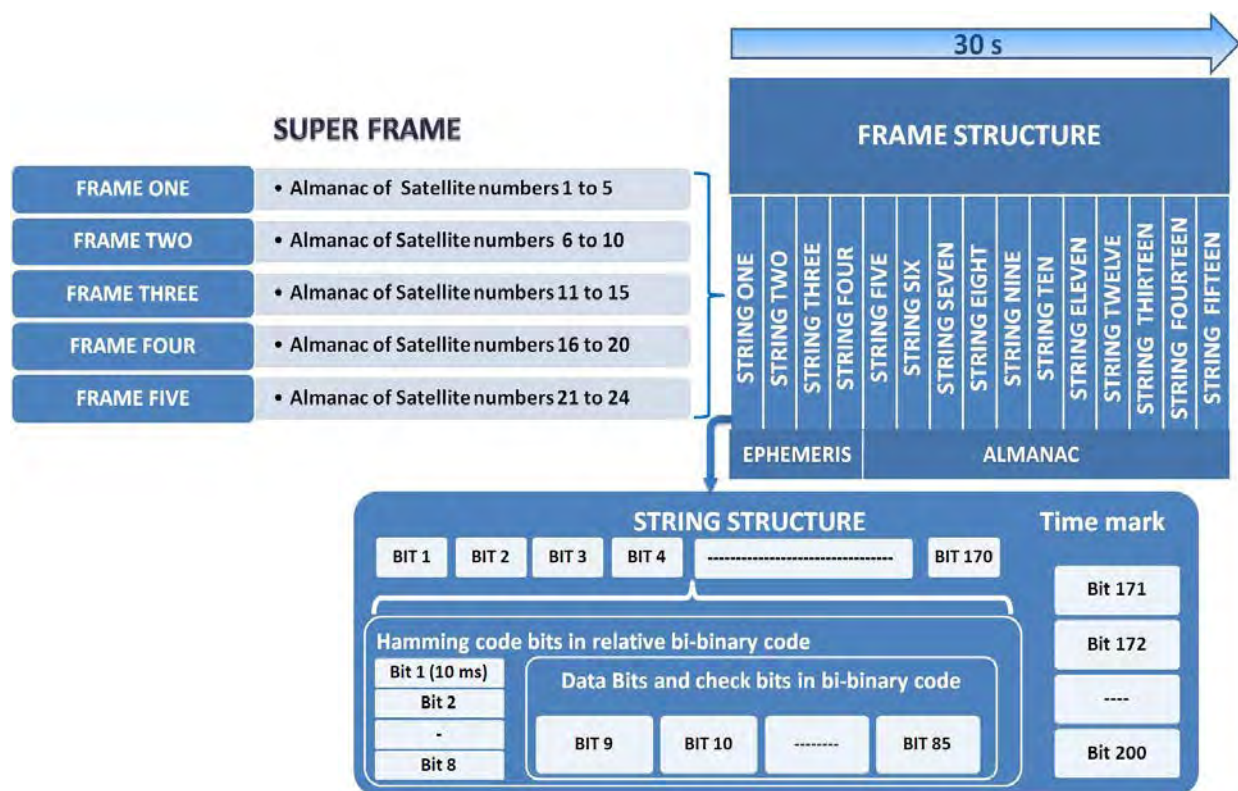 30 s
SUPER FRAME
FRAME ONE
• Almanac of Satellite numbers 1 to 5
FRAME TWO
• Almanac of Satellite numbers 6 to 10
FRAME THREE
• Almanac of Satellite numbers 11 to 15
FRAME FOUR
• Almanac of Satellite numbers 16 to 20
FRAME FIVE
• Almanac of Satellite numbers 21 to 24
FRAME STRUCTURE
STRING ONE
STRING TWO
STRING THREE
STRING FOUR
STRING FIVE
STRING SIX
STRING SEVEN
STRING EIGHT
STRING NINE
STRING TEN
STRING ELEVEN
STRING TWELVE
STRING THIRTEEN
STRING FOURTEEN
STRING FIFTEEN
EPHEMERIS
ALMANAC
STRING STRUCTURE
BIT 1
BIT 2
BIT 3
BIT 4
-----------------------------------
BIT 170
Hamming code bits in relative bi-binary code
Bit 1 (10 ms)
Bit 2
-
Bit 8
Data Bits and check bits in bi-binary code
BIT 9
BIT 10
--------
BIT 85
Time mark
Bit 171
Bit 172
----
Bit 200